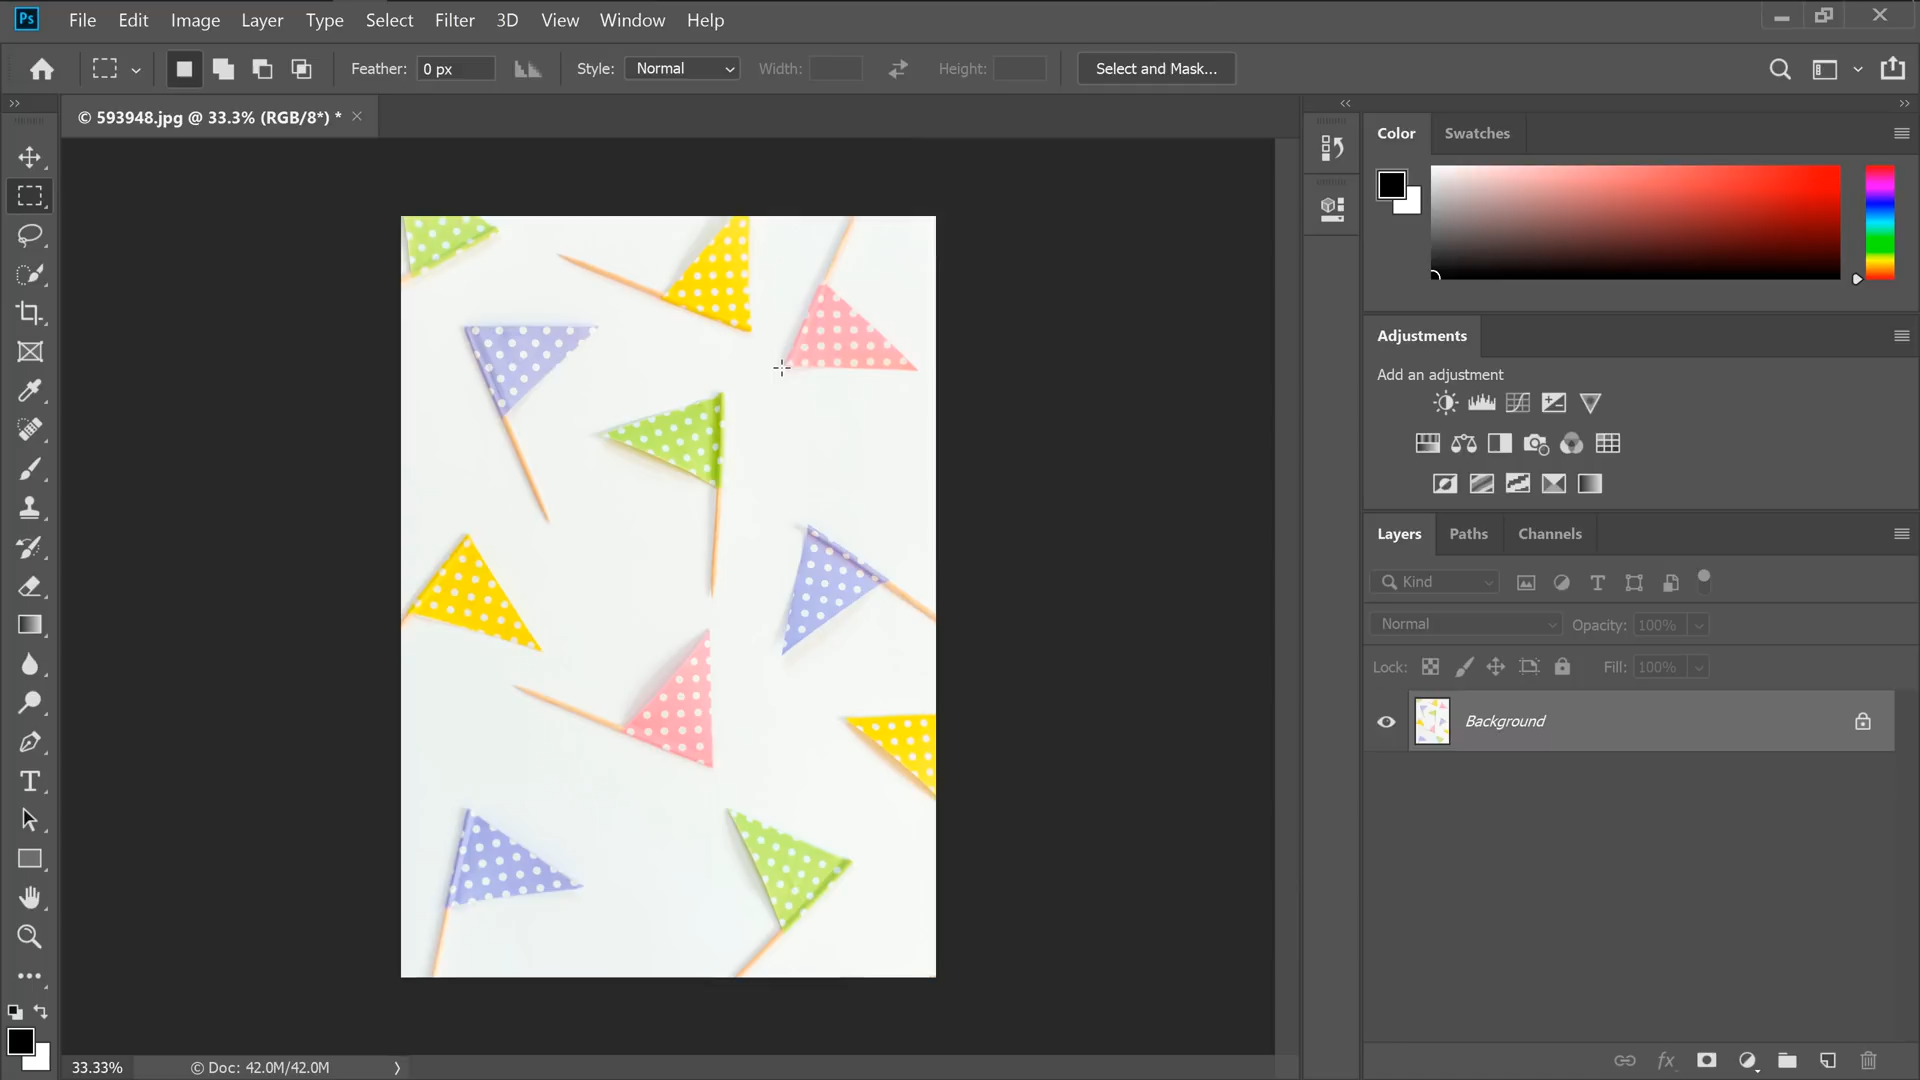 Ps File Edit Image Layer Type Select Filter 3D View Window Help
Feather: 0 px Style: Normal Width: Height: Select and Mask...
© 593948.jpg @ 33.3% (RGB/8*) *
Color Swatches
Adjustments
Add an adjustment
Layers Paths Channels
Kind
Normal Opacity: 100%
Lock: Fill: 100%
fx
Background
T
33.33% © Doc: 42.0M/42.0M